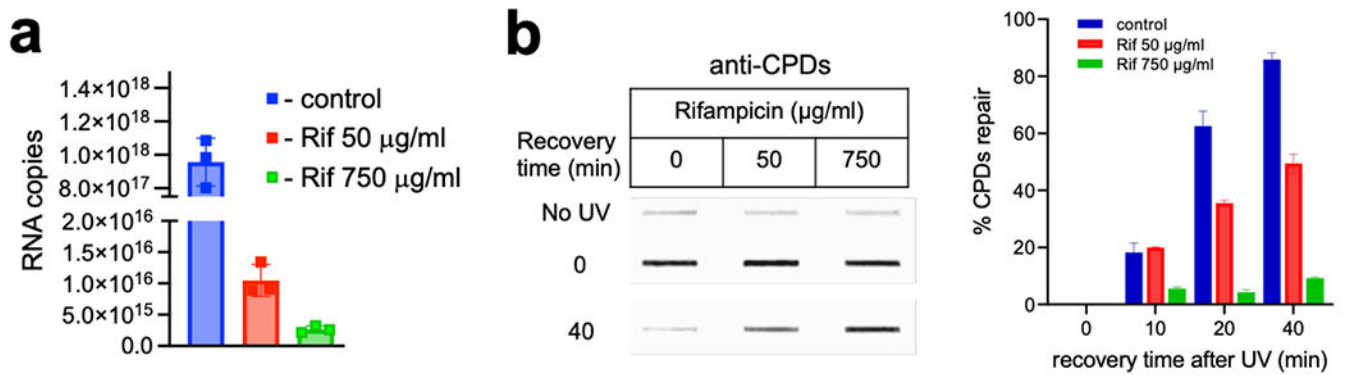 a
RNA copies
1.4×10¹⁸
1.2×10¹⁸
1.0×10¹⁸
8.0×10¹⁷
2.0×10¹⁶
1.5×10¹⁶
1.0×10¹⁶
5.0×10¹⁵
0.0
- control
- Rif 50 μg/ml
- Rif 750 μg/ml
b
anti-CPDs
Rifampicin (μg/ml)
Recovery
time (min)
0 50 750
No UV
0
40
% CPDs repair
100
80
60
40
20
0
control
Rif 50 μg/ml
Rif 750 μg/ml
0 10 20 40
recovery time after UV (min)